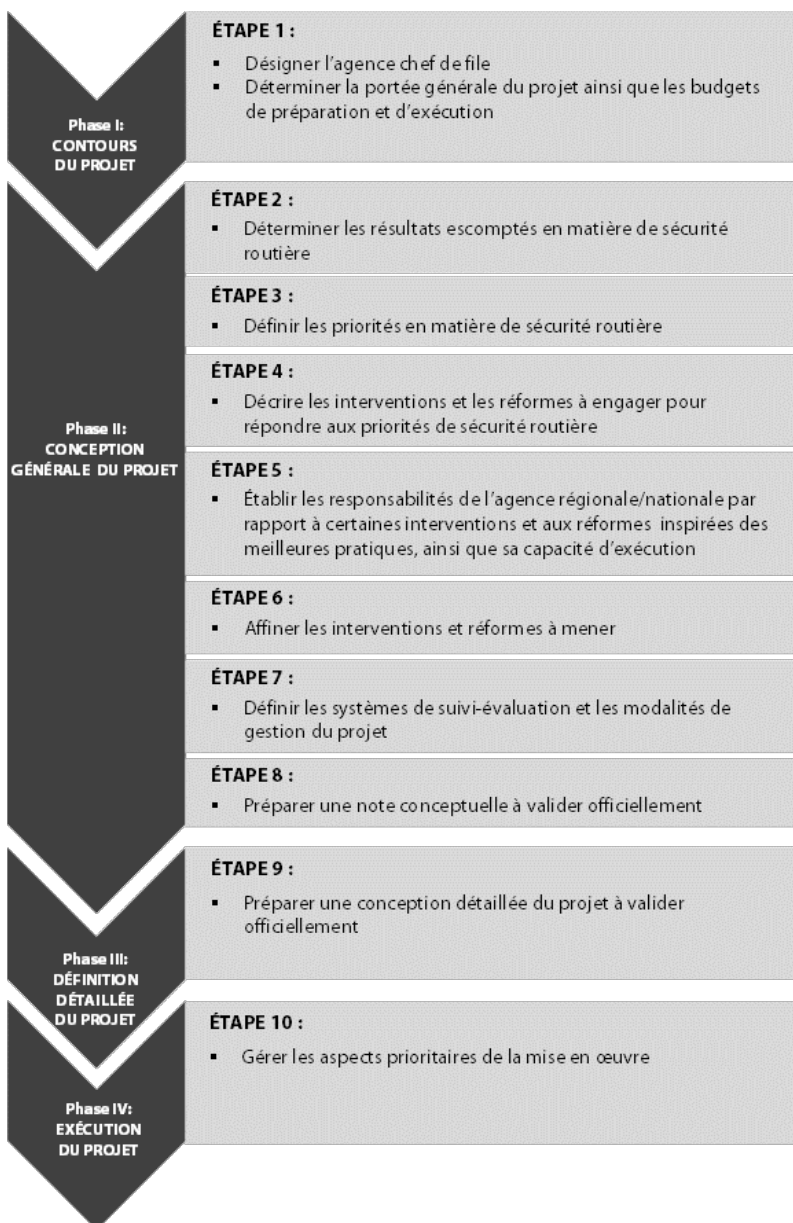 ÉTAPE 1 :
▪ Désigner l’agence chef de file
▪ Déterminer la portée générale du projet ainsi que les budgets
de préparation et d’exécution
Phase I:
CONTOURS
DU PROJET
ÉTAPE 2 :
▪ Déterminer les résultats escomptés en matière de sécurité
routière
ÉTAPE 3 :
▪ Définir les priorités en matière de sécurité routière
ÉTAPE 4 :
▪ Décrire les interventions et les réformes à engager pour
répondre aux priorités de sécurité routière
Phase II:
CONCEPTION
GÉNÉRALE DU PROJET
ÉTAPE 5 :
▪ Établir les responsabilités de l’agence régionale/nationale par
rapport à certaines interventions et aux réformes inspirées des
meilleures pratiques, ainsi que sa capacité d’exécution
ÉTAPE 6 :
▪ Affiner les interventions et réformes à mener
ÉTAPE 7 :
▪ Définir les systèmes de suivi-évaluation et les modalités de
gestion du projet
ÉTAPE 8 :
▪ Préparer une note conceptuelle à valider officiellement
ÉTAPE 9 :
▪ Préparer une conception détaillée du projet à valider
officiellement
Phase III:
DÉFINITION
DÉTAILLÉE
DU PROJET
ÉTAPE 10 :
▪ Gérer les aspects prioritaires de la mise en œuvre
Phase IV:
EXÉCUTION
DU PROJET